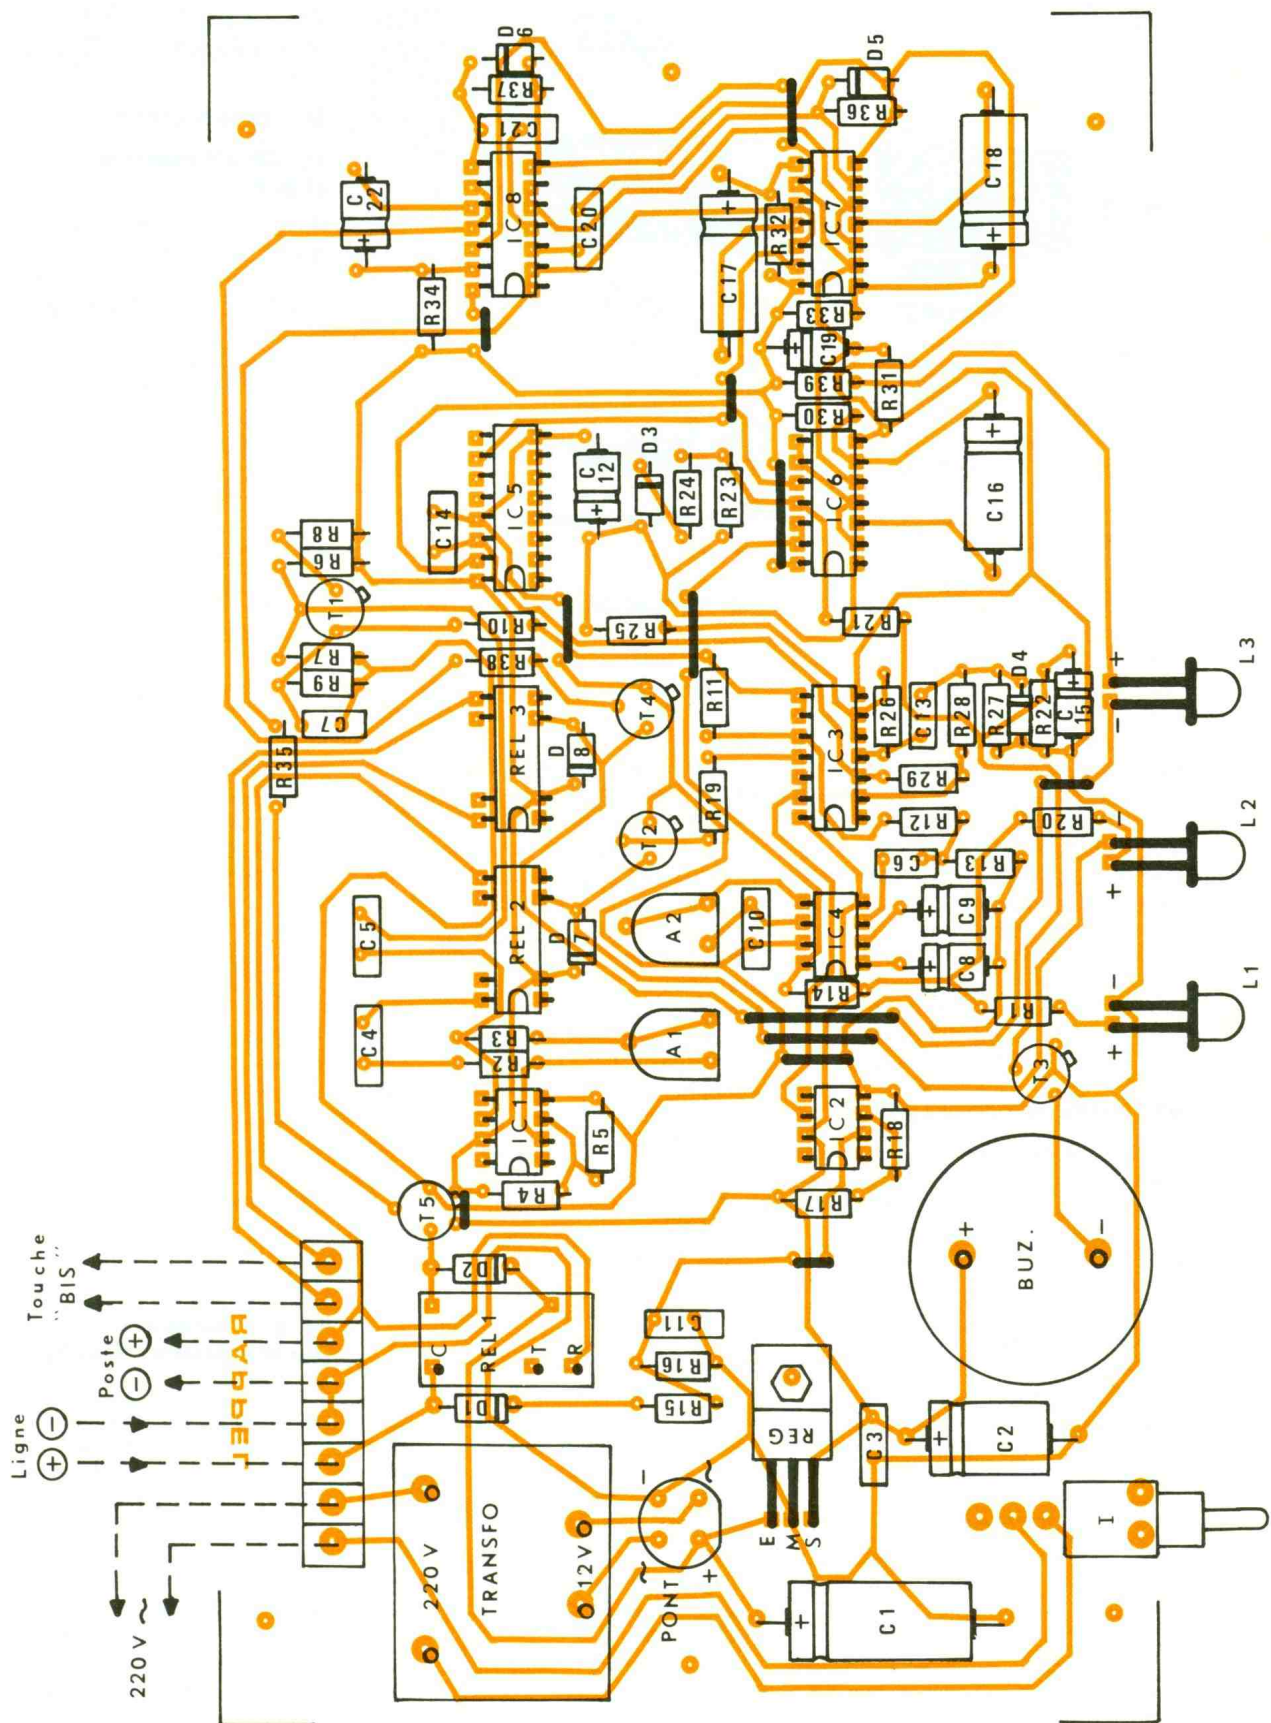 Touche
"BIS"
Poste
+
−
Ligne
−
+
220V ~
RAPPEL
220V
TRANSFO
12V
PONT
~
−
+
~
REL1
C
T
R
D1
D2
T5
R15
R16
C11
REG
E
M
S
C3
C1
+
C2
+
I
BUZ.
+
−
R4
R5
IC1
R2
R3
C4
C5
A1
A2
REL 2
D7
REL 3
D8
T2
T4
R35
C7
R9
R7
T1
R6
R8
R10
R38
R25
R19
R11
C10
IC4
R14
IC2
R17
R18
T3
R1
C8
+
C9
+
C6
R13
R12
R29
R20
IC3
R26
C13
R28
R27
D4
R22
C15
+
R21
L1
+
−
L2
+
−
L3
−
+
IC5
C14
C12
+
D3
R24
R23
IC6
R30
R39
C19
+
R33
R31
C16
+
IC7
R32
C17
+
C18
+
R36
D5
IC8
C20
C21
R37
D6
C22
+
R34